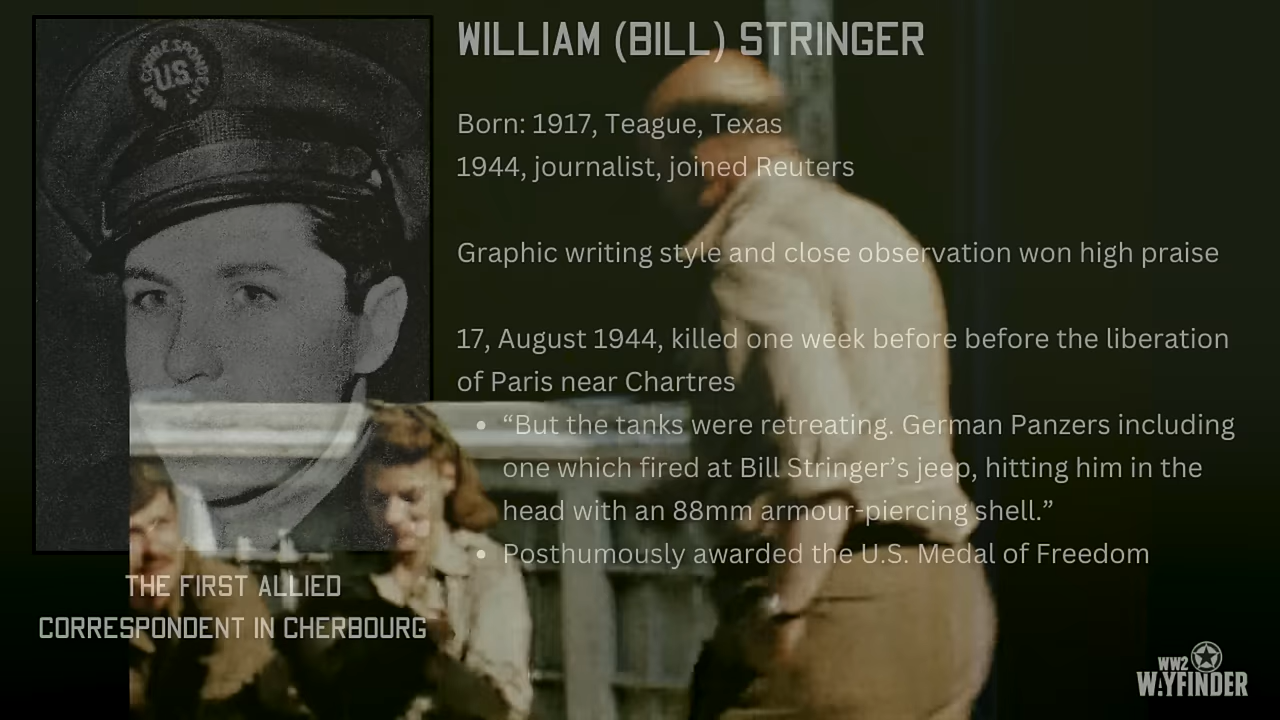 WAR CORRESPONDENT
US
WILLIAM (BILL) STRINGER
Born: 1917, Teague, Texas
1944, journalist, joined Reuters
Graphic writing style and close observation won high praise
17, August 1944, killed one week before before the liberation
of Paris near Chartres
• “But the tanks were retreating. German Panzers including
one which fired at Bill Stringer’s jeep, hitting him in the
head with an 88mm armour-piercing shell.”
• Posthumously awarded the U.S. Medal of Freedom
THE FIRST ALLIED
CORRESPONDENT IN CHERBOURG
WW2
WAYFINDER